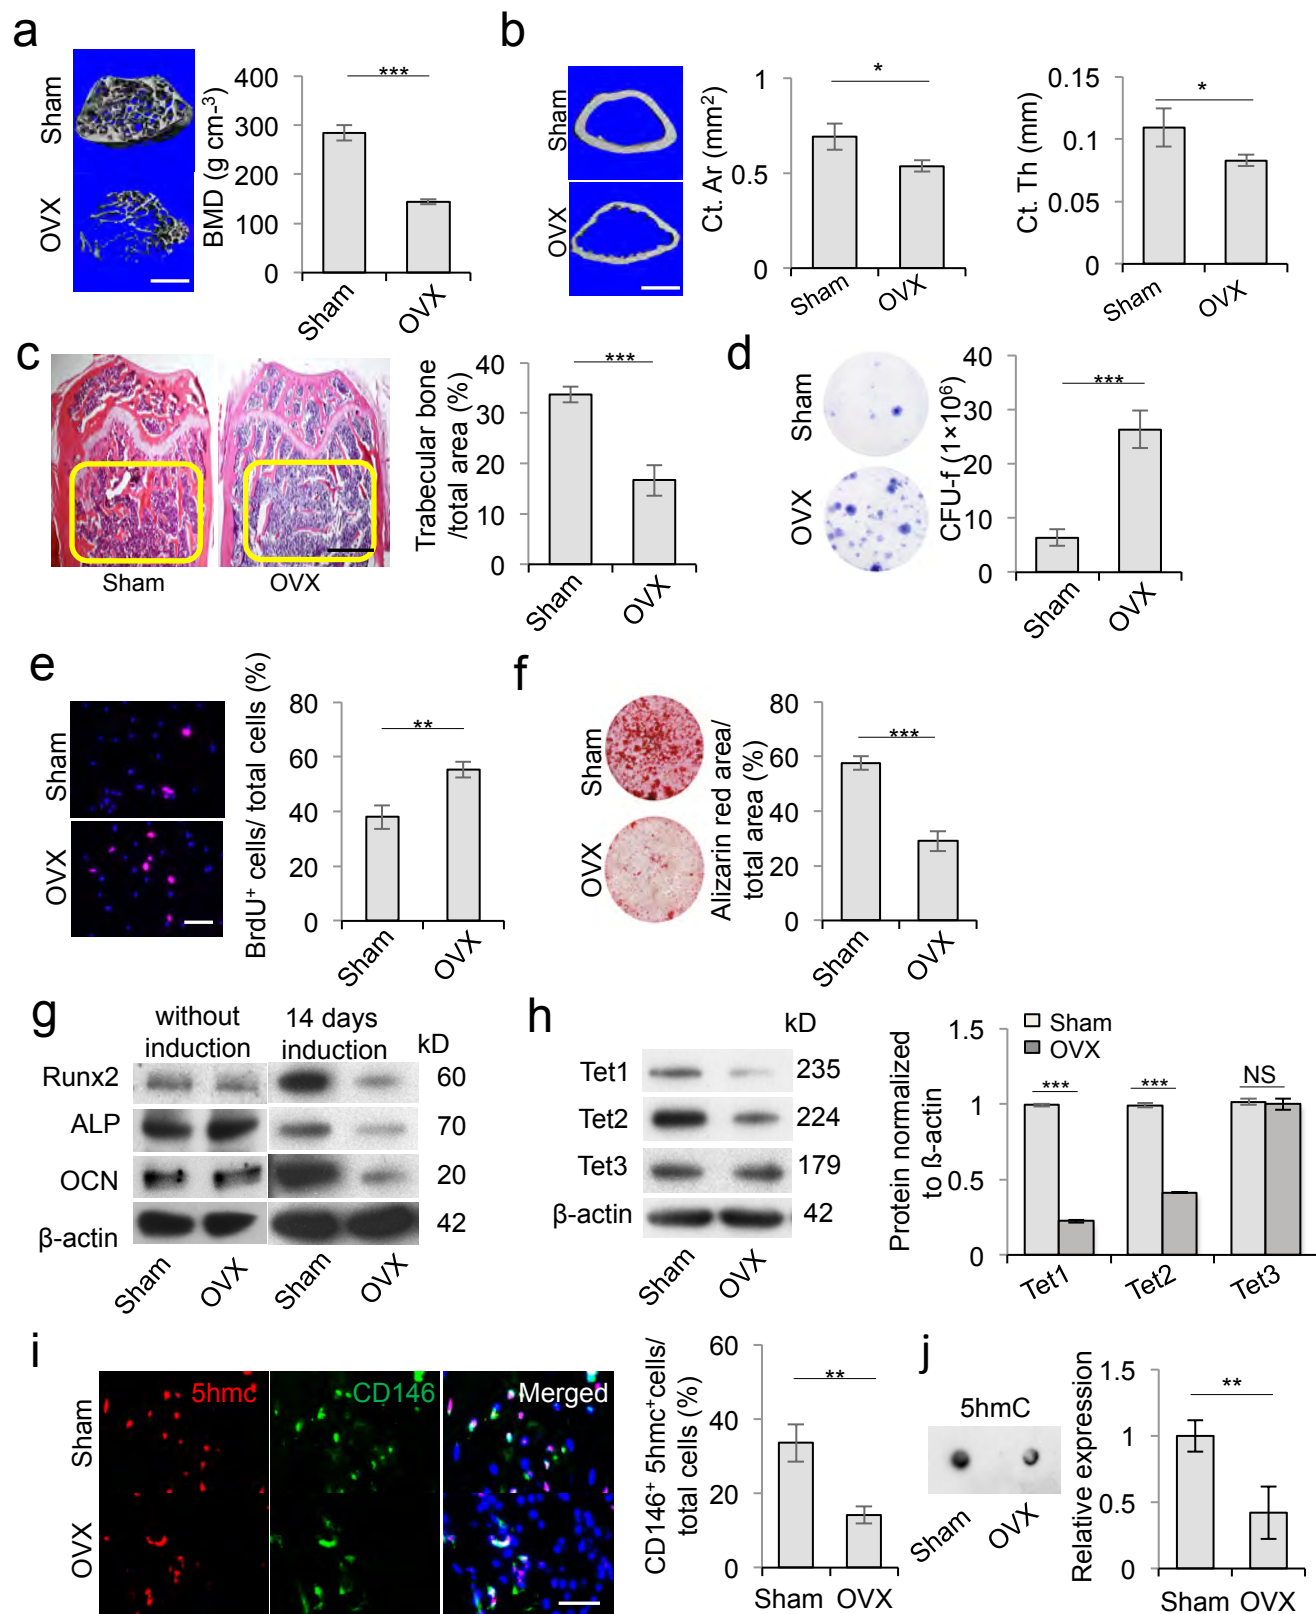 a
Sham
OVX
BMD (g cm-3)
400
300
200
100
0
***
Sham
OVX
b
Sham
OVX
Ct. Ar (mm2)
1
0.5
0
*
Sham
OVX
Ct. Th (mm)
0.15
0.1
0.05
0
*
Sham
OVX
c
Sham
OVX
Trabecular bone
/total area (%)
40
30
20
10
0
***
Sham
OVX
d
Sham
OVX
CFU-f (1×10⁶)
40
30
20
10
0
***
Sham
OVX
e
Sham
OVX
BrdU⁺ cells/ total cells (%)
80
60
40
20
0
**
Sham
OVX
f
Sham
OVX
Alizarin red area/
total area (%)
80
60
40
20
0
***
Sham
OVX
g
without
induction
14 days
induction
kD
Runx2
60
ALP
70
OCN
20
β-actin
42
Sham
OVX
Sham
OVX
h
kD
Tet1
235
Tet2
224
Tet3
179
β-actin
42
Sham
OVX
Protein normalized
to ß-actin
1.5
1
0.5
0
Sham
OVX
***
***
NS
Tet1
Tet2
Tet3
i
5hmc
CD146
Merged
Sham
OVX
CD146⁺ 5hmc⁺cells/
total cells (%)
60
40
20
0
**
Sham
OVX
j
5hmC
Sham
OVX
Relative expression
1.5
1
0.5
0
**
Sham
OVX